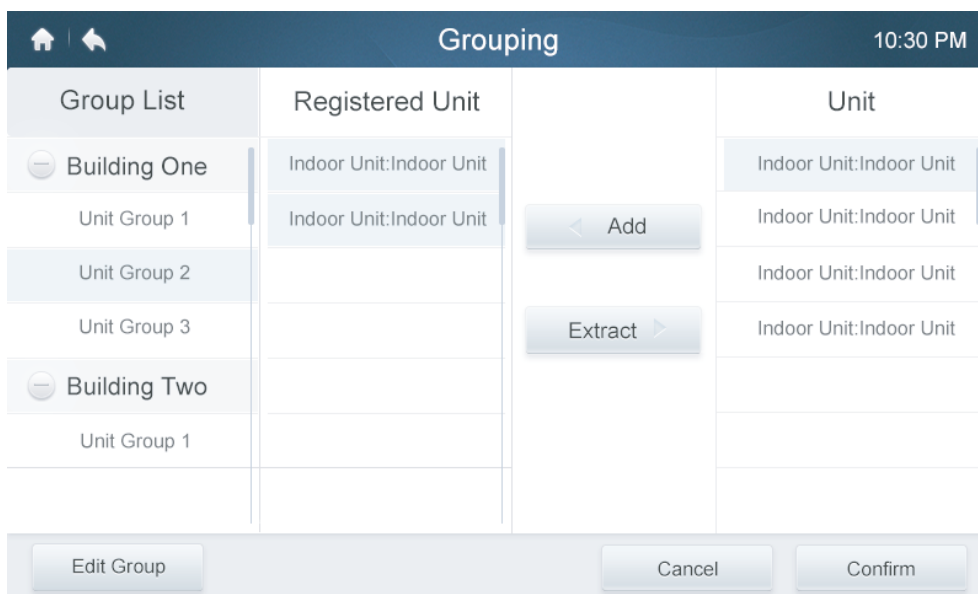 Grouping
10:30 PM
Group List
Registered Unit
Unit
Building One
Unit Group 1
Unit Group 2
Unit Group 3
Building Two
Unit Group 1
Indoor Unit:Indoor Unit
Indoor Unit:Indoor Unit
Add
Extract
Indoor Unit:Indoor Unit
Indoor Unit:Indoor Unit
Indoor Unit:Indoor Unit
Indoor Unit:Indoor Unit
Edit Group
Cancel
Confirm